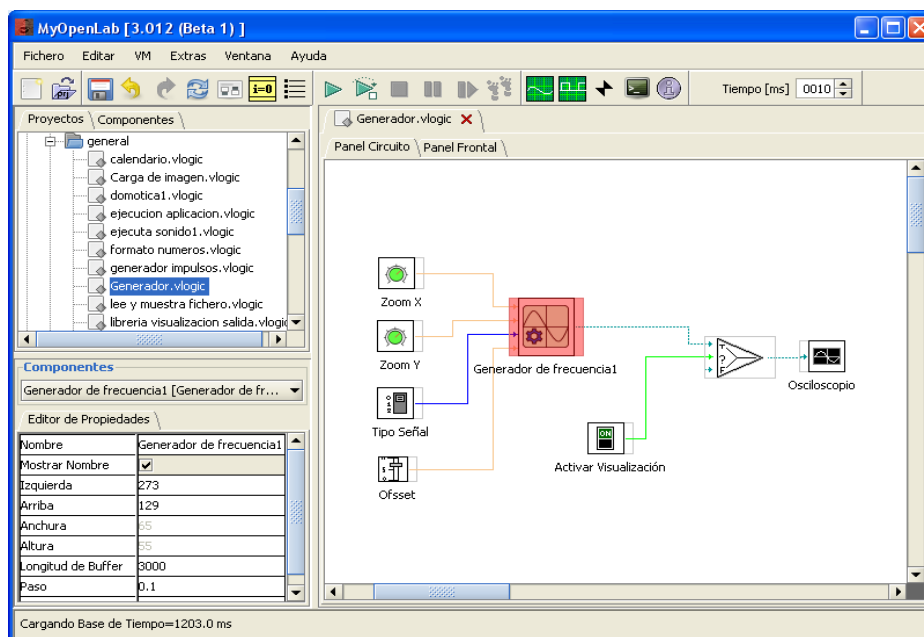 MyOpenLab [3.012 (Beta 1) ]
Fichero Editar VM Extras Ventana Ayuda
i=0
Tiempo [ms] 0010
Proyectos Componentes
general
calendario.vlogic
Carga de imagen.vlogic
domotica1.vlogic
ejecucion aplicacion.vlogic
ejecuta sonido1.vlogic
formato numeros.vlogic
generador impulsos.vlogic
Generador.vlogic
lee y muestra fichero.vlogic
libreria visualizacion salida.vlogic
Componentes
Generador de frecuencia1 [Generador de fr...
Editor de Propiedades
Nombre Generador de frecuencia1
Mostrar Nombre
Izquierda 273
Arriba 129
Anchura 65
Altura 55
Longitud de Buffer 3000
Paso 0.1
Generador.vlogic
Panel Circuito Panel Frontal
Zoom X
Zoom Y
Tipo Señal
Ofsset
Generador de frecuencia1
T
?
F
Osciloscopio
ON
Activar Visualización
Cargando Base de Tiempo=1203.0 ms